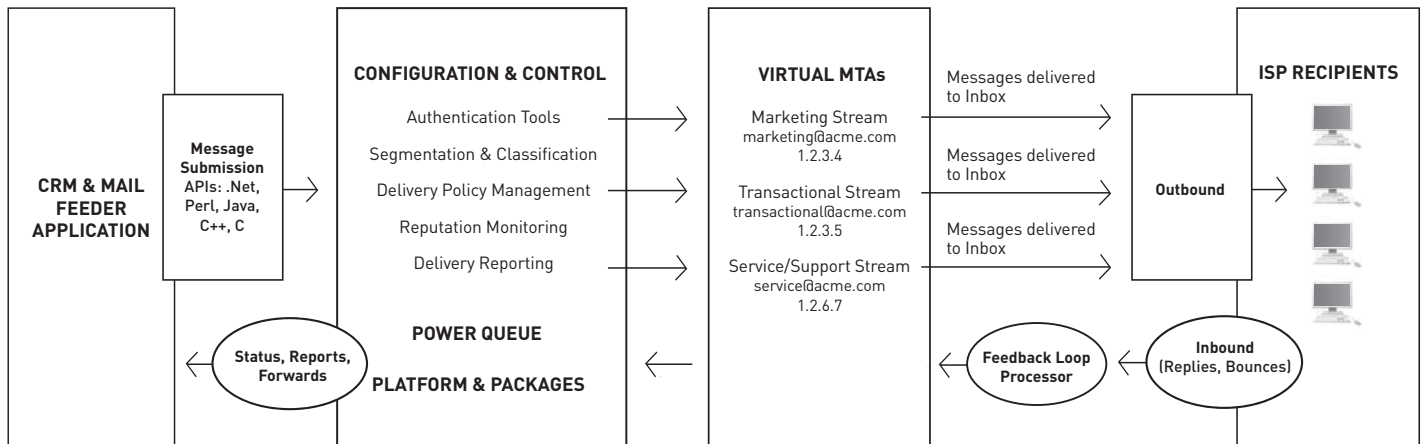 CRM & MAIL
FEEDER
APPLICATION
Message
Submission
APIs: .Net,
Perl, Java,
C++, C
CONFIGURATION & CONTROL
Authentication Tools
Segmentation & Classification
Delivery Policy Management
Reputation Monitoring
Delivery Reporting
POWER QUEUE
PLATFORM & PACKAGES
Status, Reports,
Forwards
VIRTUAL MTAs
Marketing Stream
marketing@acme.com
1.2.3.4
Transactional Stream
transactional@acme.com
1.2.3.5
Service/Support Stream
service@acme.com
1.2.6.7
Messages delivered
to Inbox
Messages delivered
to Inbox
Messages delivered
to Inbox
Outbound
ISP RECIPIENTS
Inbound
(Replies, Bounces)
Feedback Loop
Processor